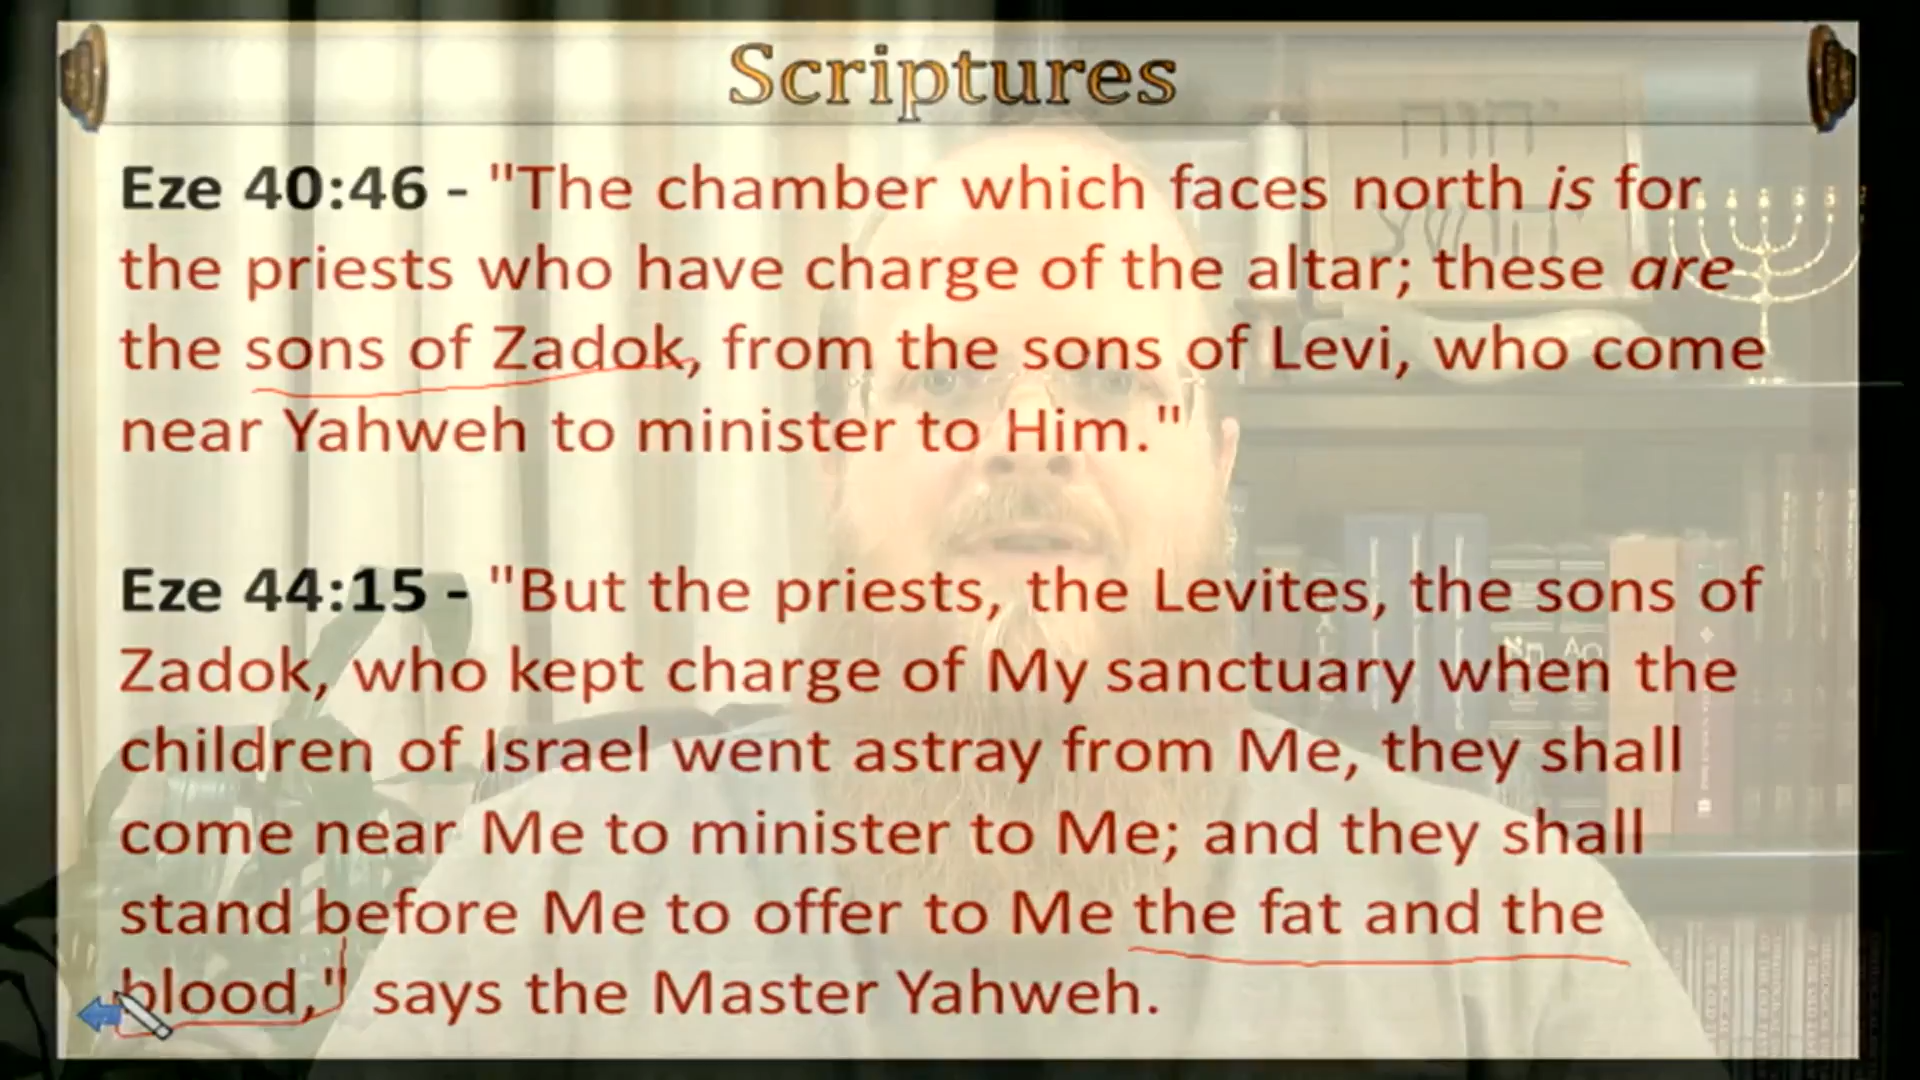 Scriptures
Eze 40:46 - "The chamber which faces north is for
the priests who have charge of the altar; these are
the sons of Zadok, from the sons of Levi, who come
near Yahweh to minister to Him."
Eze 44:15 - "But the priests, the Levites, the sons of
Zadok, who kept charge of My sanctuary when the
children of Israel went astray from Me, they shall
come near Me to minister to Me; and they shall
stand before Me to offer to Me the fat and the
blood," says the Master Yahweh.
יהוה
יהושע